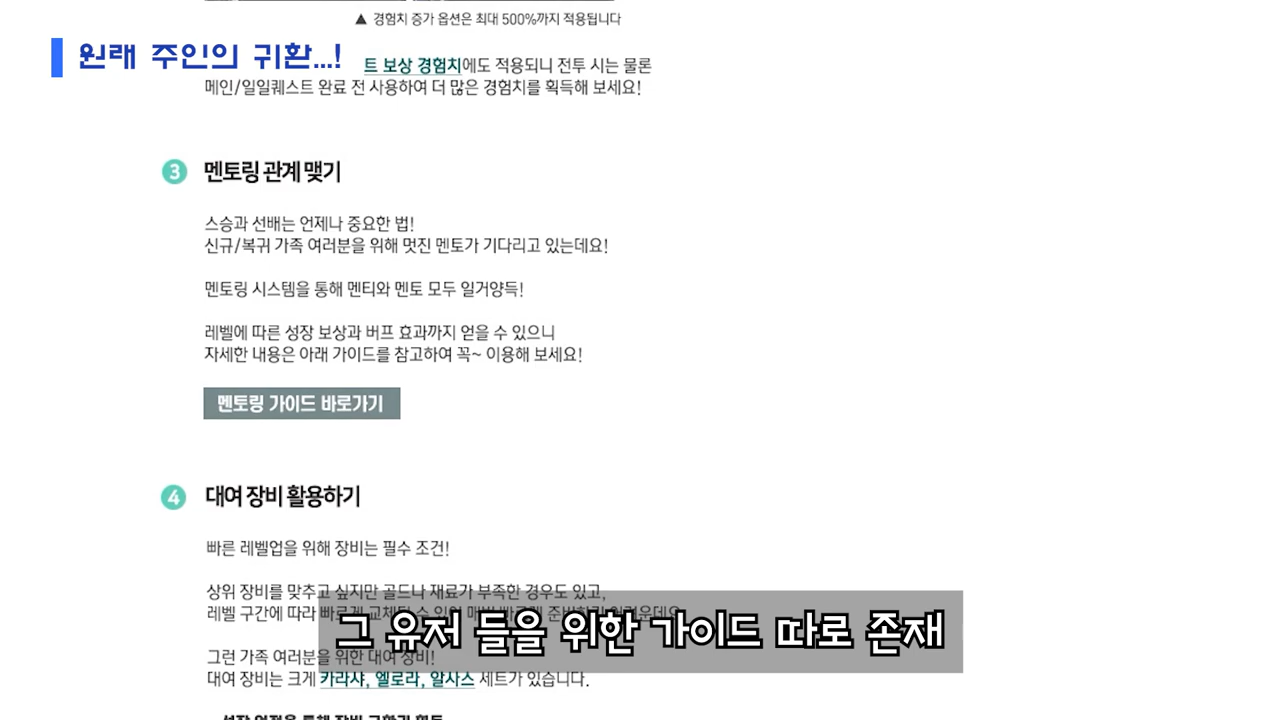 ▲ 경험치 증가 옵션은 최대 500%까지 적용됩니다
원래 주인의 귀환...!
트 보상 경험치에도 적용되니 전투 시는 물론
메인/일일퀘스트 완료 전 사용하여 더 많은 경험치를 획득해 보세요!
3 멘토링 관계 맺기
스승과 선배는 언제나 중요한 법!
신규/복귀 가족 여러분을 위해 멋진 멘토가 기다리고 있는데요!
멘토링 시스템을 통해 멘티와 멘토 모두 일거양득!
레벨에 따른 성장 보상과 버프 효과까지 얻을 수 있으니
자세한 내용은 아래 가이드를 참고하여 꼭~ 이용해 보세요!
멘토링 가이드 바로가기
4 대여 장비 활용하기
빠른 레벨업을 위해 장비는 필수 조건!
상위 장비를 맞추고 싶지만 골드나 재료가 부족한 경우도 있고,
레벨 구간에 따라
그 유저 들을 위한 가이드 따로 존재
그런 가족 여러분을 위한 대여 장비!
대여 장비는 크게 카라샤, 엘로라, 알사스 세트가 있습니다.